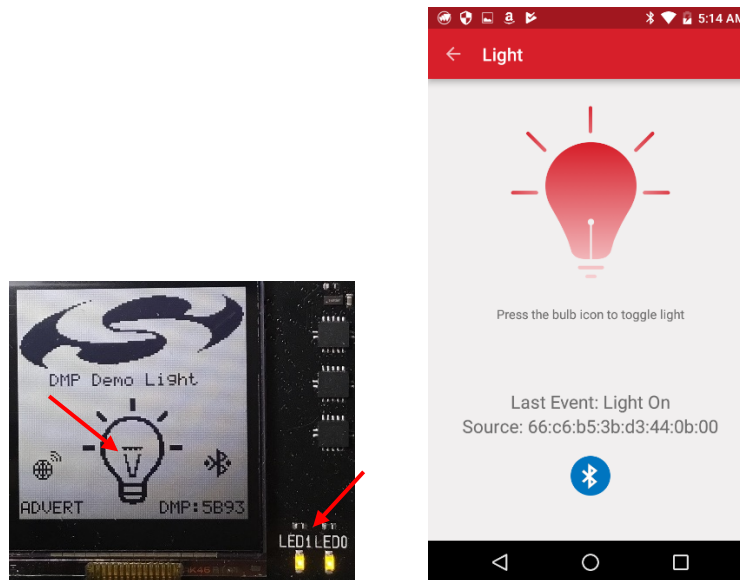 DMP Demo Light
ADVERT
DMP:5B93
LED1
LED0
5:14 AM
Light
Press the bulb icon to toggle light
Last Event: Light On
Source: 66:c6:b5:3b:d3:44:0b:00